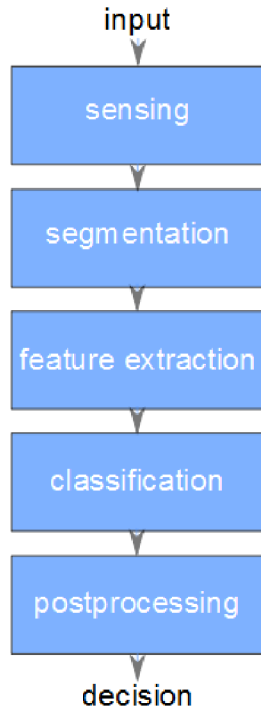 input
sensing
segmentation
feature extraction
classification
postprocessing
decision